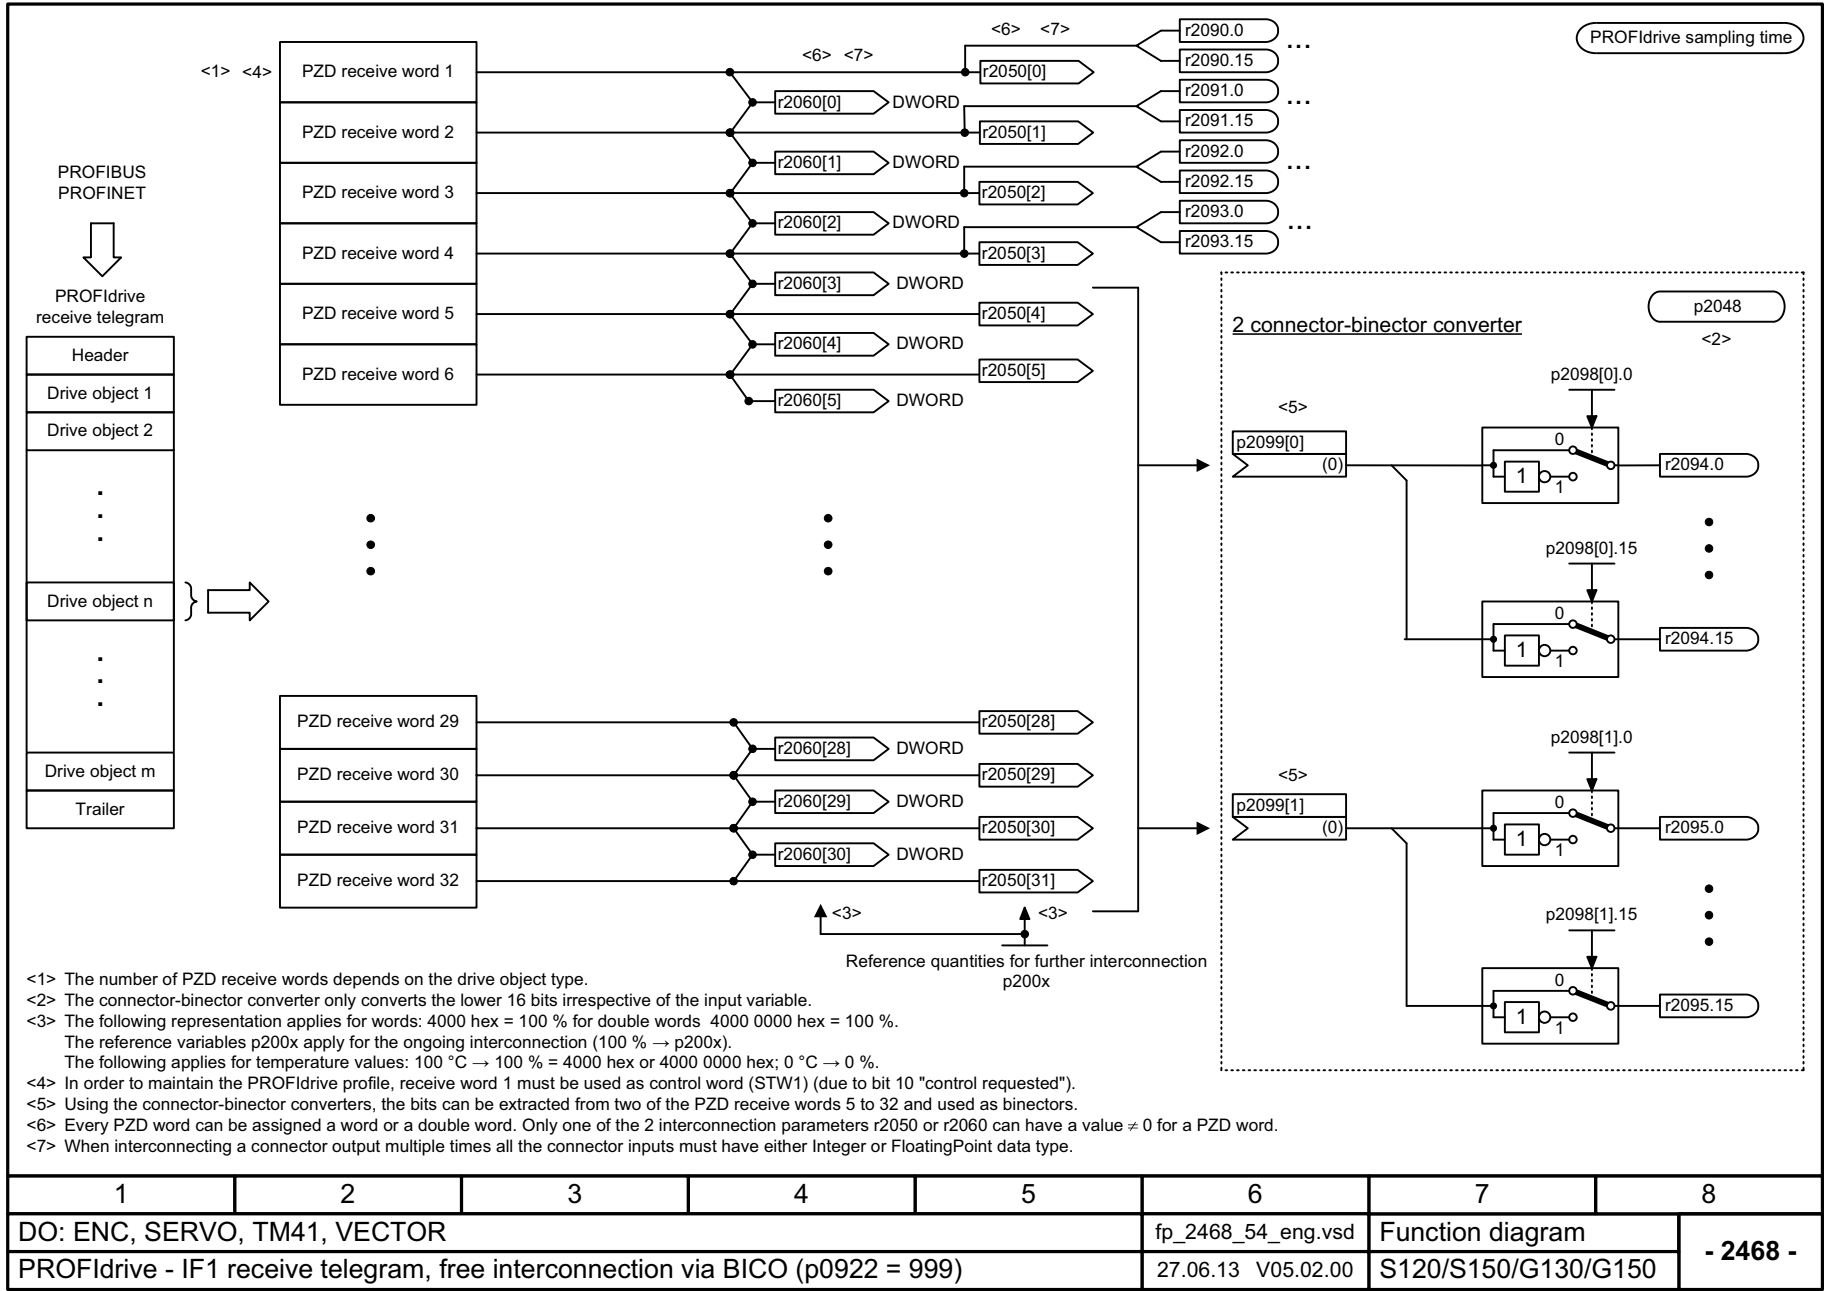 <6> <7>
r2090.0
...
r2090.15
PROFIdrive sampling time
<1> <4>
PZD receive word 1
<6> <7>
r2050[0]
r2060[0]
DWORD
r2091.0
...
r2091.15
PZD receive word 2
r2050[1]
r2060[1]
DWORD
r2092.0
...
r2092.15
PROFIBUS
PROFINET
PZD receive word 3
r2050[2]
r2060[2]
DWORD
r2093.0
...
r2093.15
PZD receive word 4
r2050[3]
r2060[3]
DWORD
PROFIdrive
receive telegram
PZD receive word 5
r2050[4]
r2060[4]
DWORD
PZD receive word 6
r2050[5]
r2060[5]
DWORD
Header
Drive object 1
Drive object 2
Drive object n
Drive object m
Trailer
2 connector-binector converter
p2048
<2>
p2098[0].0
<5>
p2099[0]
(0)
0
1
1
r2094.0
p2098[0].15
0
1
1
r2094.15
PZD receive word 29
r2050[28]
r2060[28]
DWORD
PZD receive word 30
r2050[29]
r2060[29]
DWORD
PZD receive word 31
r2050[30]
r2060[30]
DWORD
PZD receive word 32
r2050[31]
p2098[1].0
<5>
p2099[1]
(0)
0
1
1
r2095.0
p2098[1].15
0
1
1
r2095.15
<3>
<3>
Reference quantities for further interconnection
p200x
<1> The number of PZD receive words depends on the drive object type.
<2> The connector-binector converter only converts the lower 16 bits irrespective of the input variable.
<3> The following representation applies for words: 4000 hex = 100 % for double words 4000 0000 hex = 100 %.
The reference variables p200x apply for the ongoing interconnection (100 % → p200x).
The following applies for temperature values: 100 °C → 100 % = 4000 hex or 4000 0000 hex; 0 °C → 0 %.
<4> In order to maintain the PROFIdrive profile, receive word 1 must be used as control word (STW1) (due to bit 10 "control requested").
<5> Using the connector-binector converters, the bits can be extracted from two of the PZD receive words 5 to 32 and used as binectors.
<6> Every PZD word can be assigned a word or a double word. Only one of the 2 interconnection parameters r2050 or r2060 can have a value ≠ 0 for a PZD word.
<7> When interconnecting a connector output multiple times all the connector inputs must have either Integer or FloatingPoint data type.
1 2 3 4 5 6 7 8
DO: ENC, SERVO, TM41, VECTOR
fp_2468_54_eng.vsd
Function diagram
- 2468 -
PROFIdrive - IF1 receive telegram, free interconnection via BICO (p0922 = 999)
27.06.13 V05.02.00
S120/S150/G130/G150